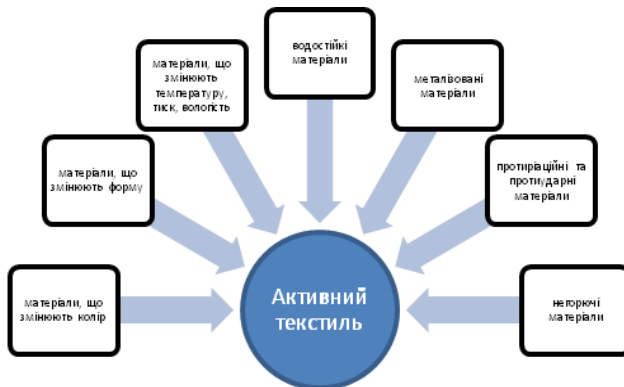 матеріали, що
змінюють колір
матеріали, що
змінюють форму
матеріали, що
змінюють
температуру,
тиск, вологість
водостійкі
матеріали
металізовані
матеріали
протиріаційні та
протиударні
матеріали
негорючі
матеріали
Активний
текстиль